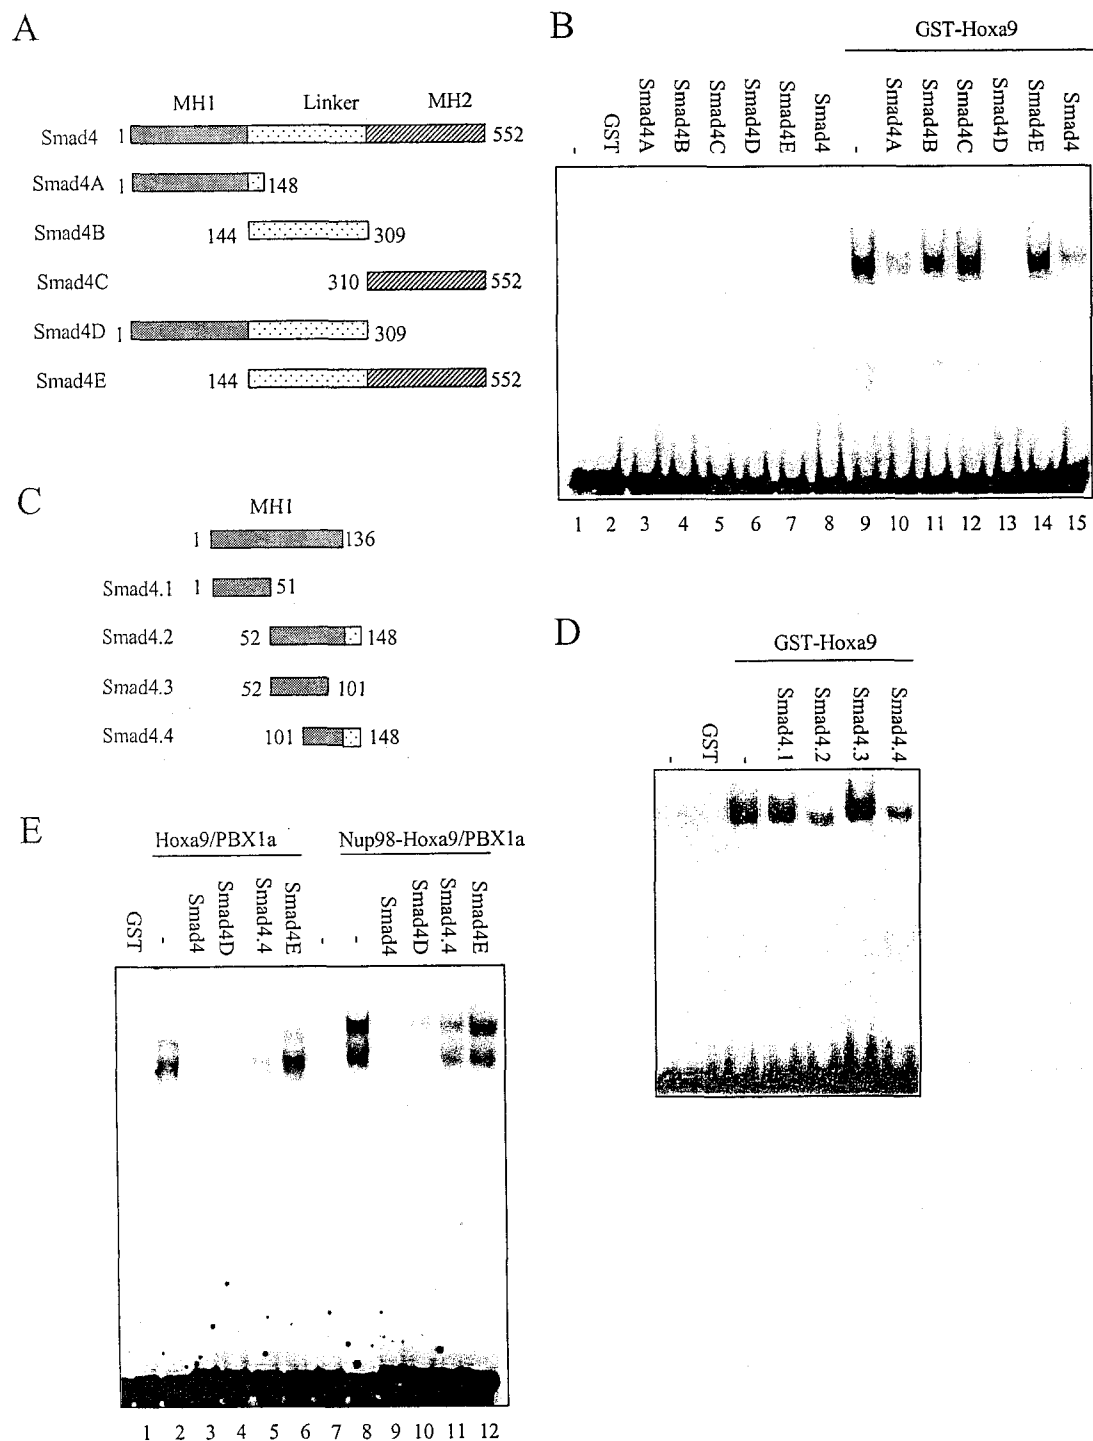 A
MH1 Linker MH2
Smad4 1 552
Smad4A 1 148
Smad4B 144 309
Smad4C 310 552
Smad4D 1 309
Smad4E 144 552
B
GST-Hoxa9
- GST Smad4A Smad4B Smad4C Smad4D Smad4E Smad4 - Smad4A Smad4B Smad4C Smad4D Smad4E Smad4
1 2 3 4 5 6 7 8 9 10 11 12 13 14 15
C
MH1
1 136
Smad4.1 1 51
Smad4.2 52 148
Smad4.3 52 101
Smad4.4 101 148
D
GST-Hoxa9
- GST - Smad4.1 Smad4.2 Smad4.3 Smad4.4
E
Hoxa9/PBX1a Nup98-Hoxa9/PBX1a
GST - Smad4 Smad4D Smad4.4 Smad4E - - Smad4 Smad4D Smad4.4 Smad4E
1 2 3 4 5 6 7 8 9 10 11 12